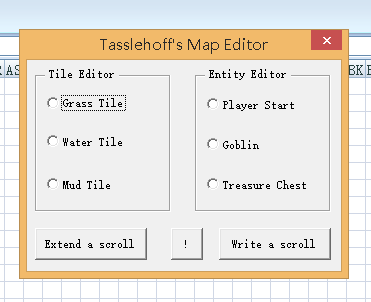 Tasslehoff's Map Editor
Tile Editor
Entity Editor
Grass Tile
Player Start
Water Tile
Goblin
Mud Tile
Treasure Chest
Extend a scroll
!
Write a scroll